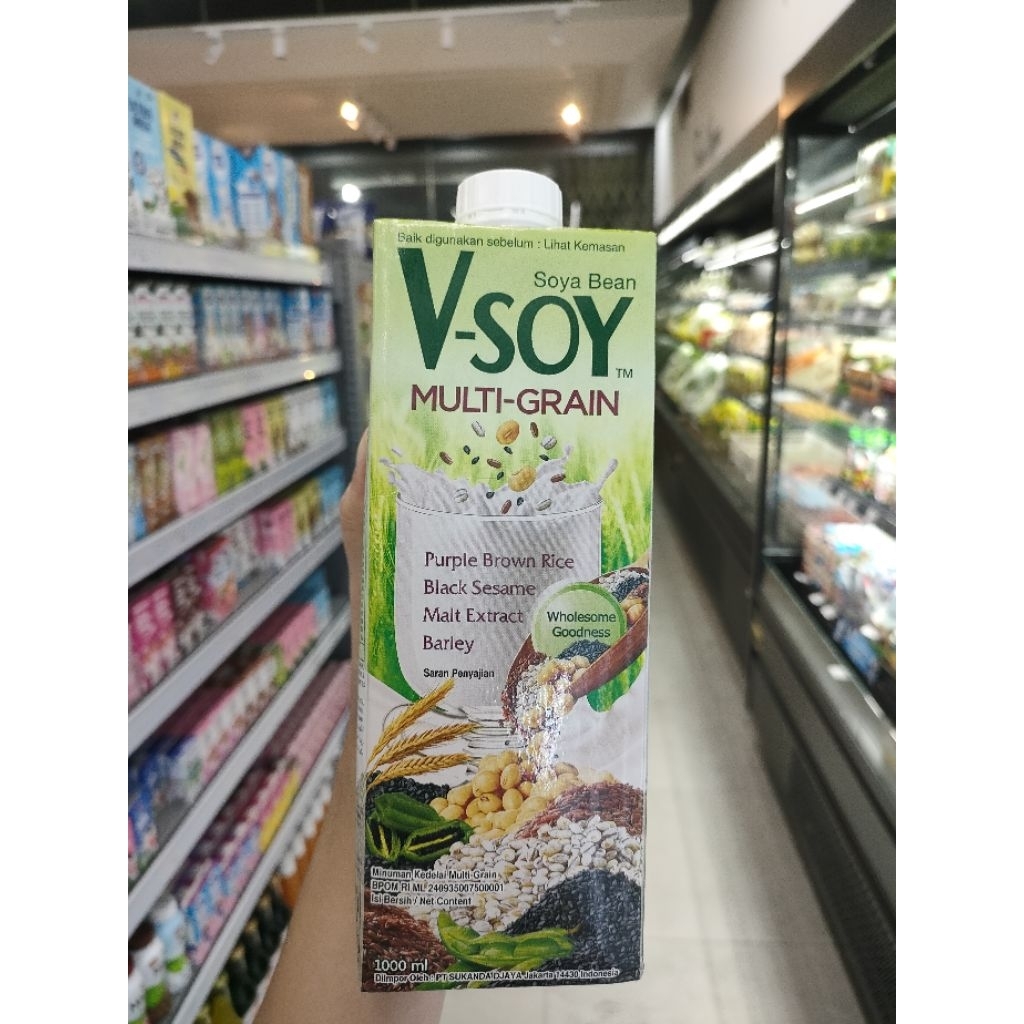 Baik digunakan sebelum : Lihat Kemasan
Soya Bean
V-SOY™
MULTI-GRAIN
Purple Brown Rice
Black Sesame
Malt Extract
Barley
Saran Penyajian
Wholesome
Goodness
Minuman Kedelai Multi-Grain
BPOM RI ML 240935007500001
Isi Bersih / Net Content
1000 ml
Diimpor Oleh : PT SUKANDA DJAYA Jakarta 14430 Indonesia